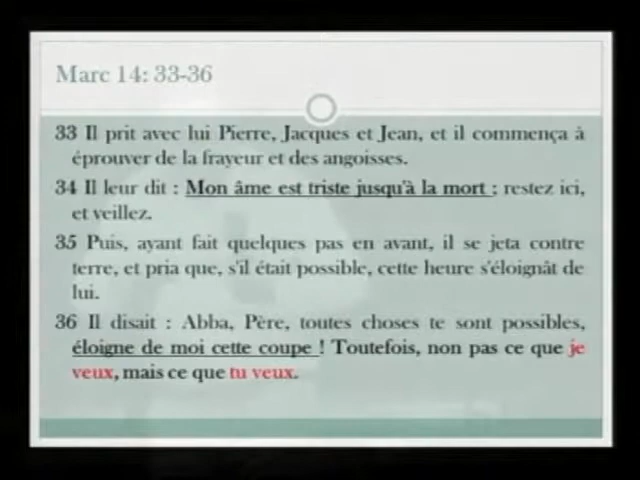 Marc 14: 33-36
33 Il prit avec lui Pierre, Jacques et Jean, et il commença à
éprouver de la frayeur et des angoisses.
34 Il leur dit : Mon âme est triste jusqu'à la mort ; restez ici,
et veillez.
35 Puis, ayant fait quelques pas en avant, il se jeta contre
terre, et pria que, s'il était possible, cette heure s'éloignât de
lui.
36 Il disait : Abba, Père, toutes choses te sont possibles,
éloigne de moi cette coupe ! Toutefois, non pas ce que je
veux, mais ce que tu veux.